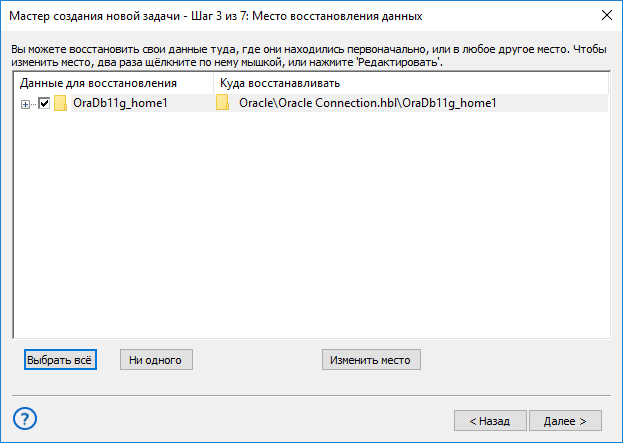 Мастер создания новой задачи - Шаг 3 из 7: Место восстановления данных
Вы можете восстановить свои данные туда, где они находились первоначально, или в любое другое место. Чтобы
изменить место, два раза щёлкните по нему мышкой, или нажмите 'Редактировать'.
Данные для восстановления Куда восстанавливать
OraDb11g_home1 Oracle\Oracle Connection.hbl\OraDb11g_home1
Выбрать всё Ни одного Изменить место
? < Назад Далее >